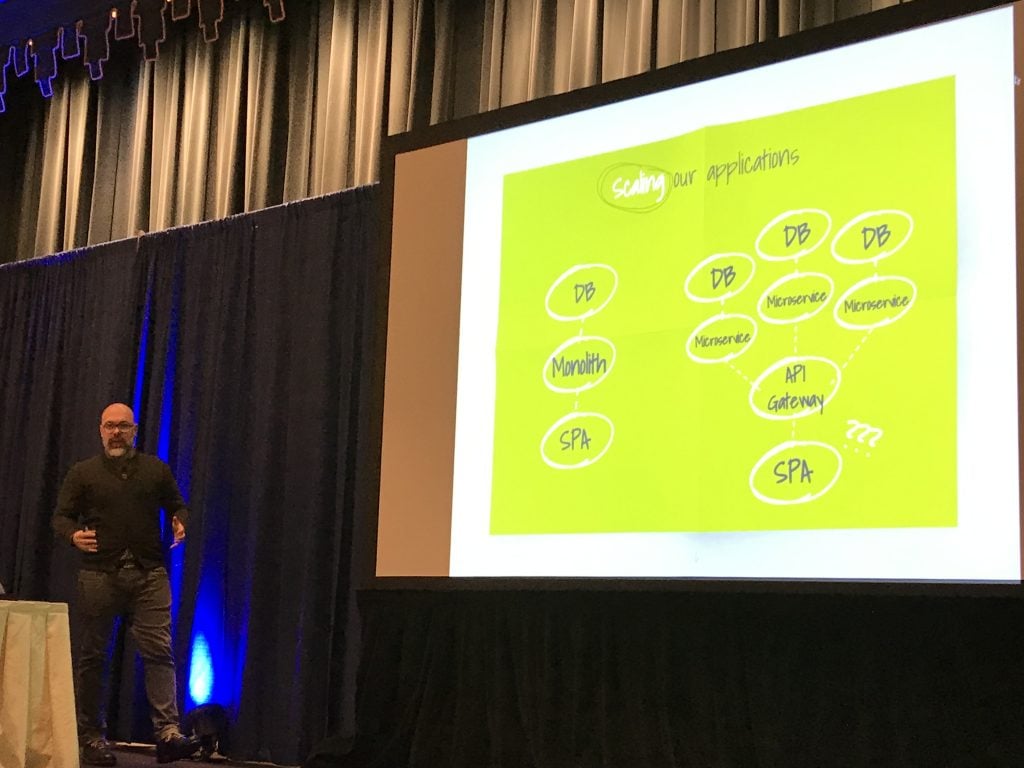 Scaling our applications
DB
Monolith
SPA
DB
DB
DB
Microservice
Microservice
Microservice
API
Gateway
???
SPA